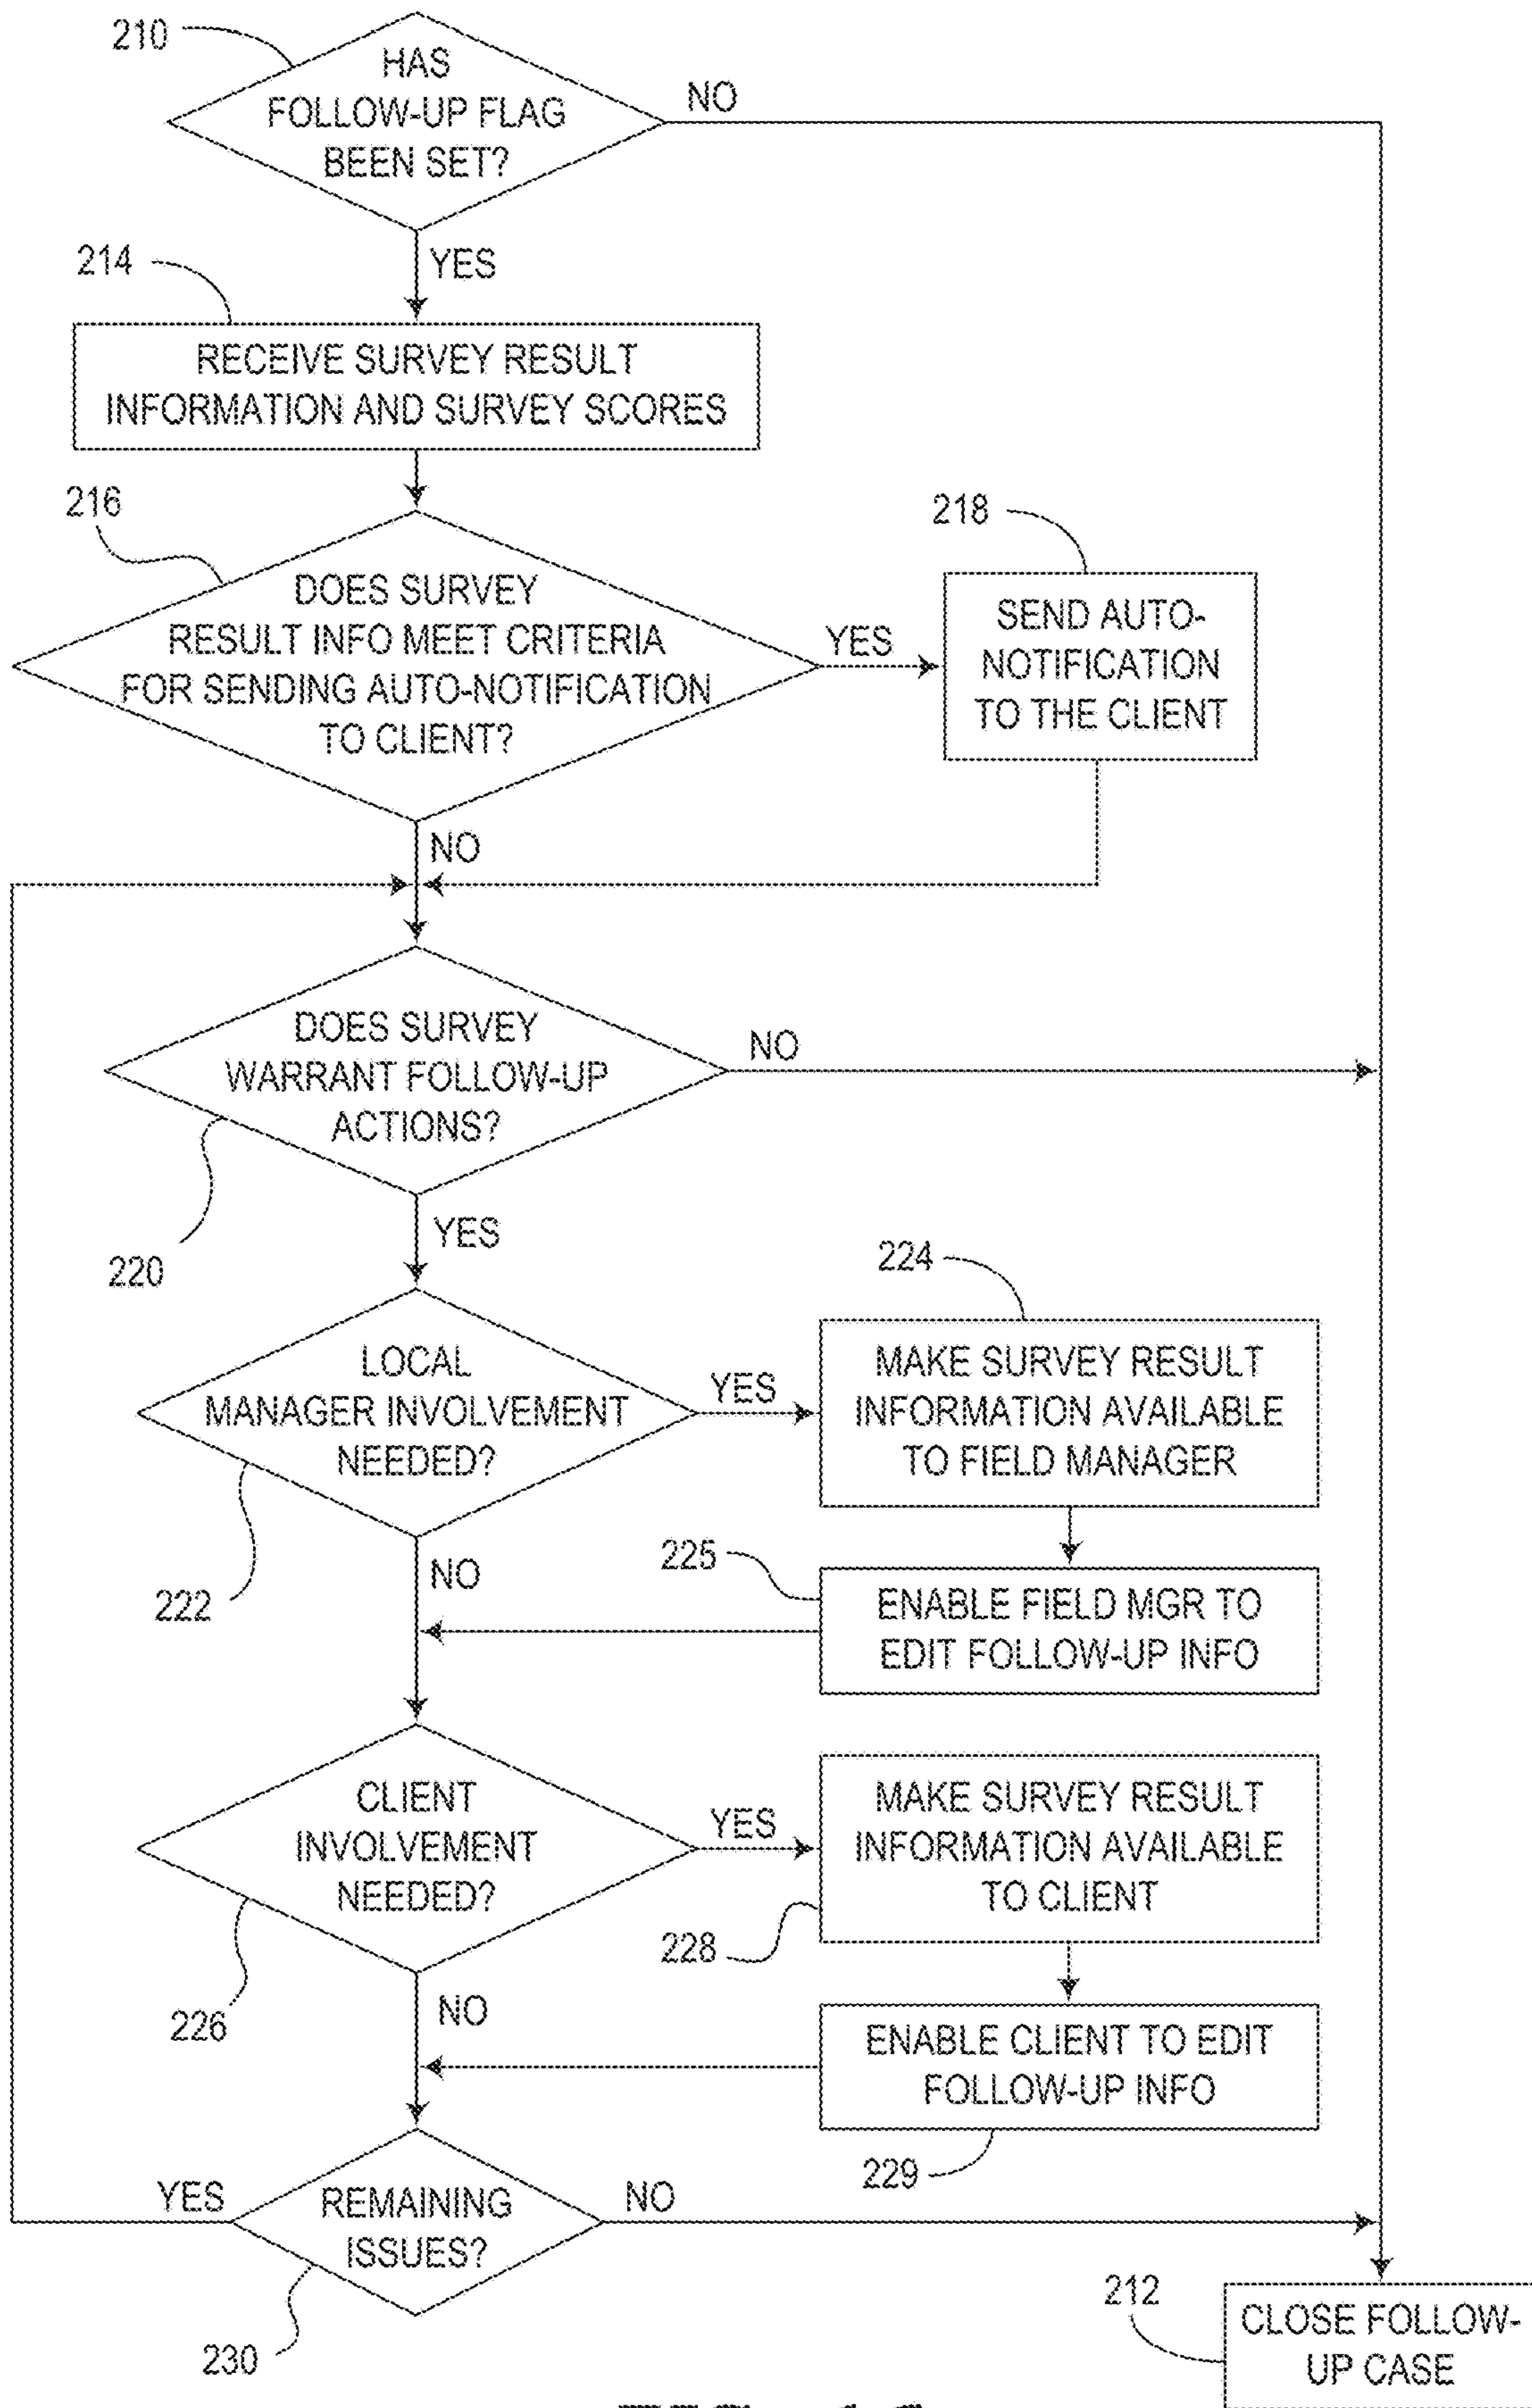 210
HAS
FOLLOW-UP FLAG
BEEN SET?
NO
YES
214
RECEIVE SURVEY RESULT
INFORMATION AND SURVEY SCORES
216
DOES SURVEY
RESULT INFO MEET CRITERIA
FOR SENDING AUTO-NOTIFICATION
TO CLIENT?
YES
218
SEND AUTO-
NOTIFICATION
TO THE CLIENT
NO
DOES SURVEY
WARRANT FOLLOW-UP
ACTIONS?
NO
220
YES
LOCAL
MANAGER INVOLVEMENT
NEEDED?
222
YES
224
MAKE SURVEY RESULT
INFORMATION AVAILABLE
TO FIELD MANAGER
NO
225
ENABLE FIELD MGR TO
EDIT FOLLOW-UP INFO
CLIENT
INVOLVEMENT
NEEDED?
226
YES
MAKE SURVEY RESULT
INFORMATION AVAILABLE
TO CLIENT
228
NO
ENABLE CLIENT TO EDIT
FOLLOW-UP INFO
229
YES
REMAINING
ISSUES?
NO
230
212
CLOSE FOLLOW-
UP CASE